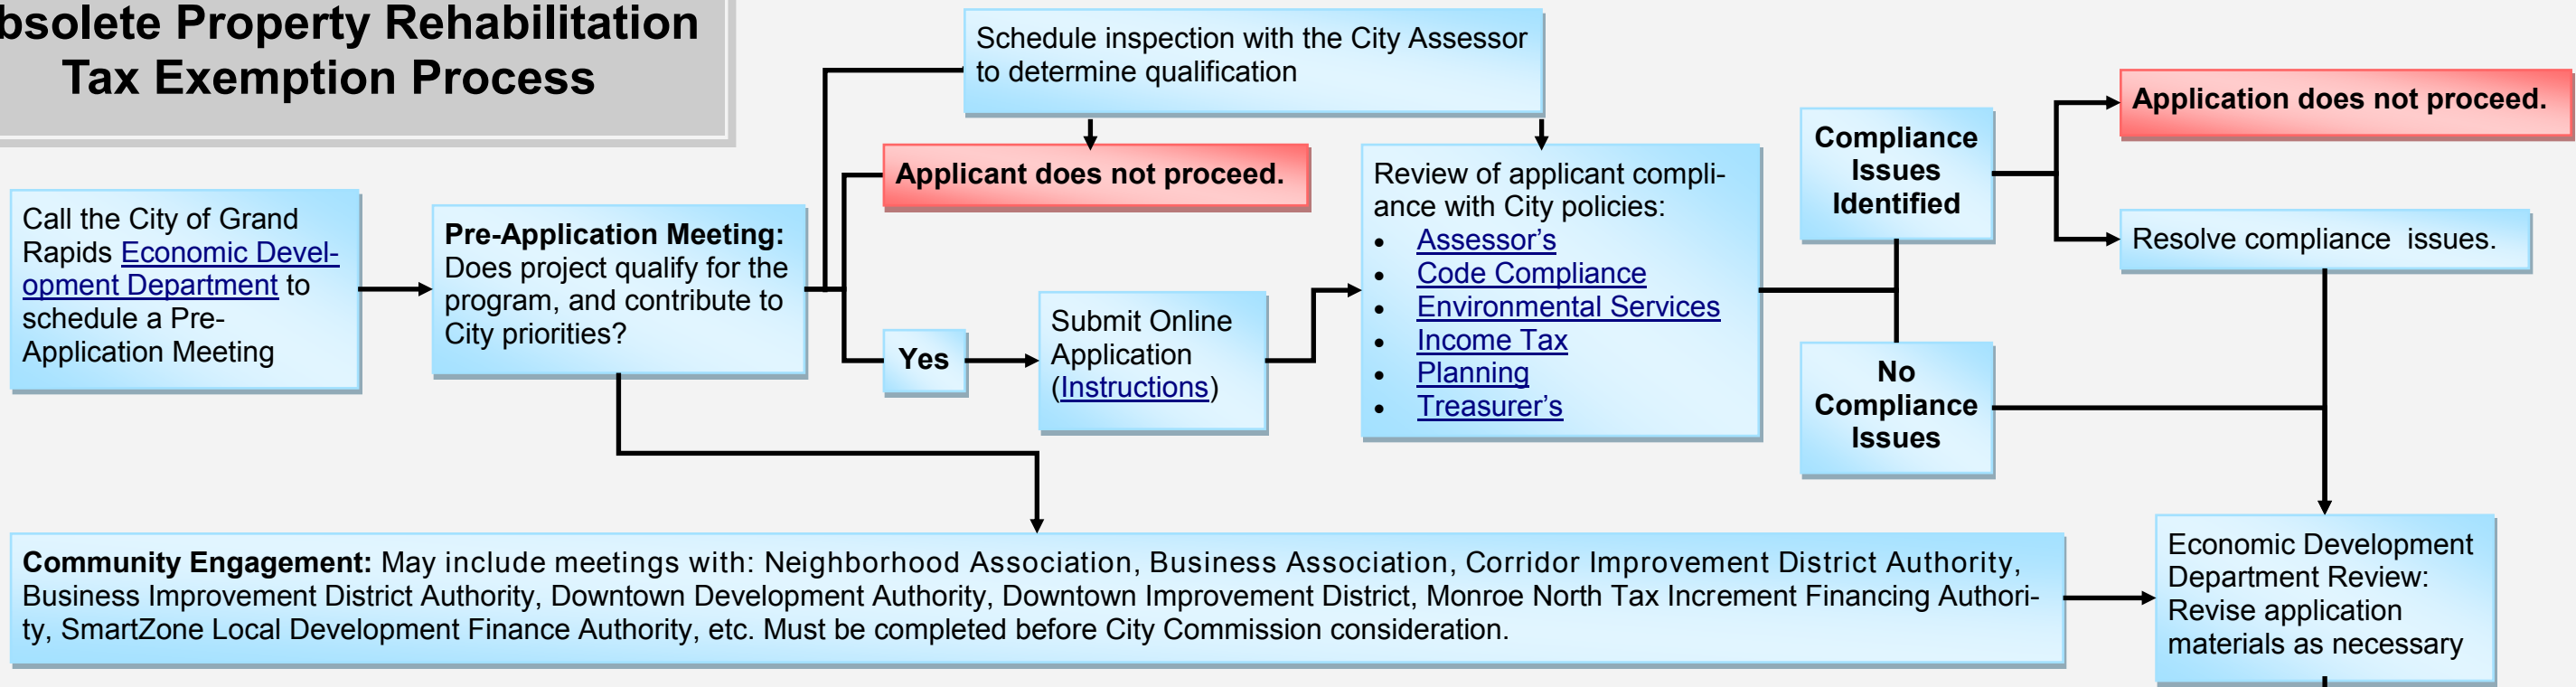 bsolete Property Rehabilitation
Tax Exemption Process
Call the City of Grand
Rapids Economic Devel-
opment Department to
schedule a Pre-
Application Meeting
Pre-Application Meeting:
Does project qualify for the
program, and contribute to
City priorities?
Schedule inspection with the City Assessor
to determine qualification
Applicant does not proceed.
Yes
Submit Online
Application
(Instructions)
Review of applicant compli-
ance with City policies:
• Assessor’s
• Code Compliance
• Environmental Services
• Income Tax
• Planning
• Treasurer’s
Compliance
Issues
Identified
No
Compliance
Issues
Application does not proceed.
Resolve compliance issues.
Community Engagement: May include meetings with: Neighborhood Association, Business Association, Corridor Improvement District Authority,
Business Improvement District Authority, Downtown Development Authority, Downtown Improvement District, Monroe North Tax Increment Financing Authori-
ty, SmartZone Local Development Finance Authority, etc. Must be completed before City Commission consideration.
Economic Development
Department Review:
Revise application
materials as necessary